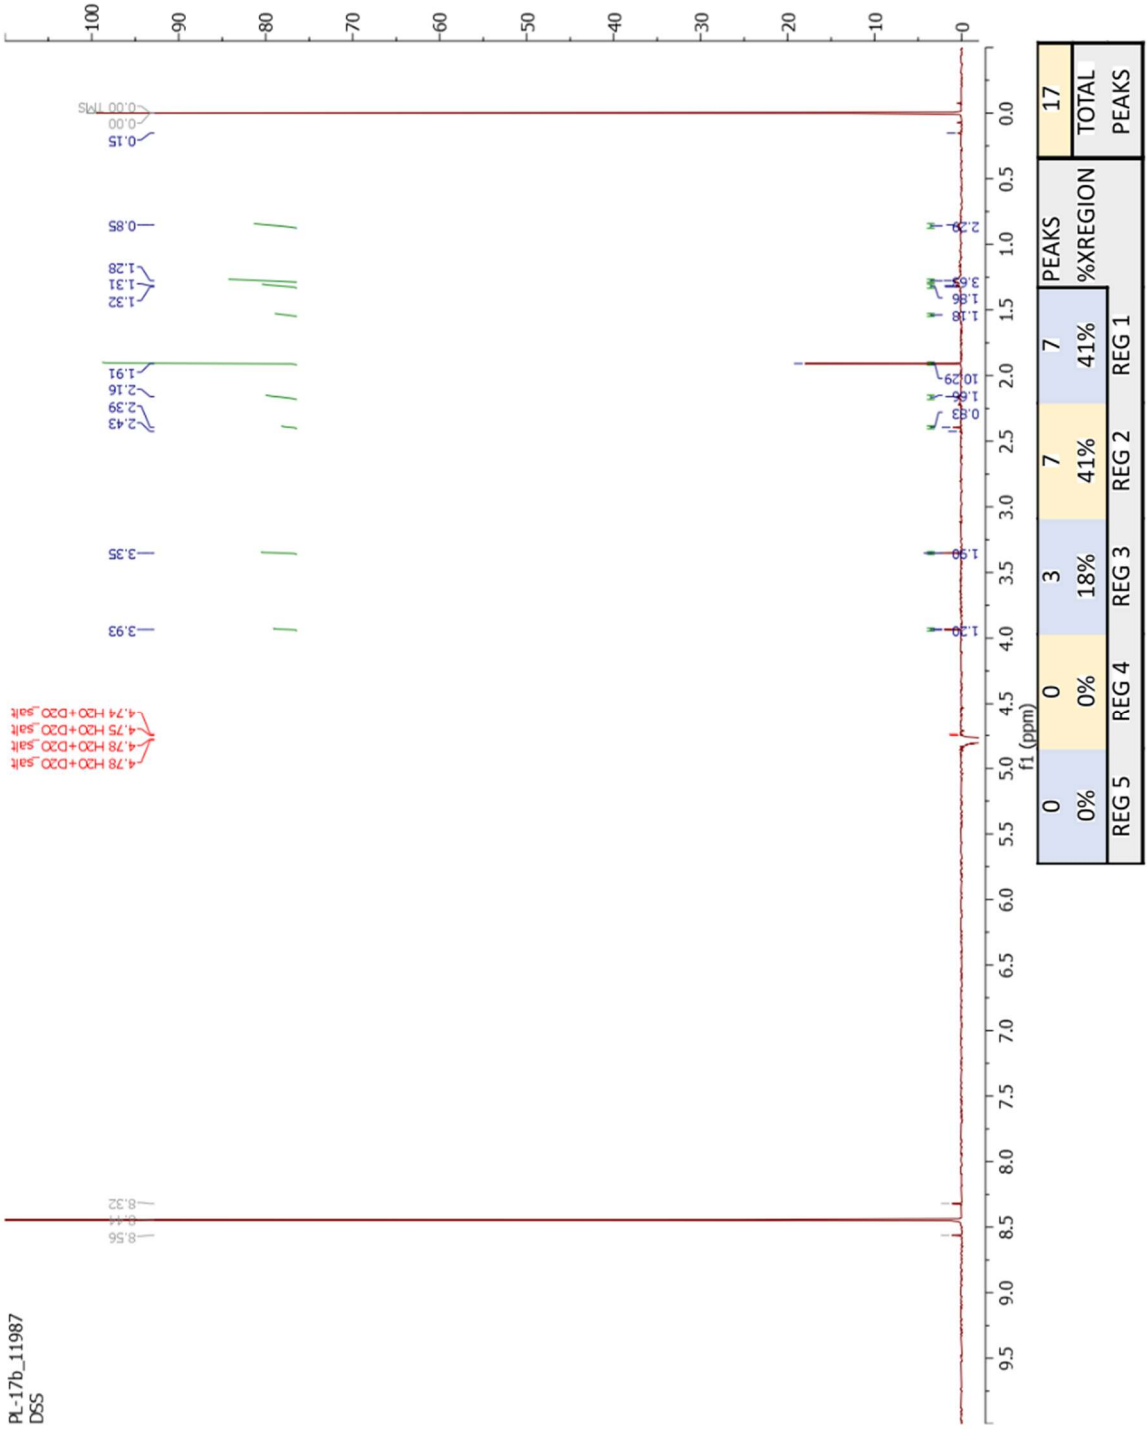 PL-17b_11987
DSS
8.56
8.32
4.78 H2O+D2O_salt
4.78 H2O+D2O_salt
4.75 H2O+D2O_salt
4.74 H2O+D2O_salt
3.93
3.35
2.43
2.39
2.16
1.91
1.32
1.31
1.28
0.85
0.15
0.00
0.00 TMS
100
90
80
70
60
50
40
30
20
10
0
1.20
1.90
0.83
1.66
10.29
1.18
1.86
3.63
2.29
9.5 9.0 8.5 8.0 7.5 7.0 6.5 6.0 5.5 5.0 4.5 4.0 3.5 3.0 2.5 2.0 1.5 1.0 0.5 0.0
f1 (ppm)
0 0 3 7 7 PEAKS 17
0% 0% 18% 41% 41% %XREGION TOTAL
REG 5 REG 4 REG 3 REG 2 REG 1 PEAKS